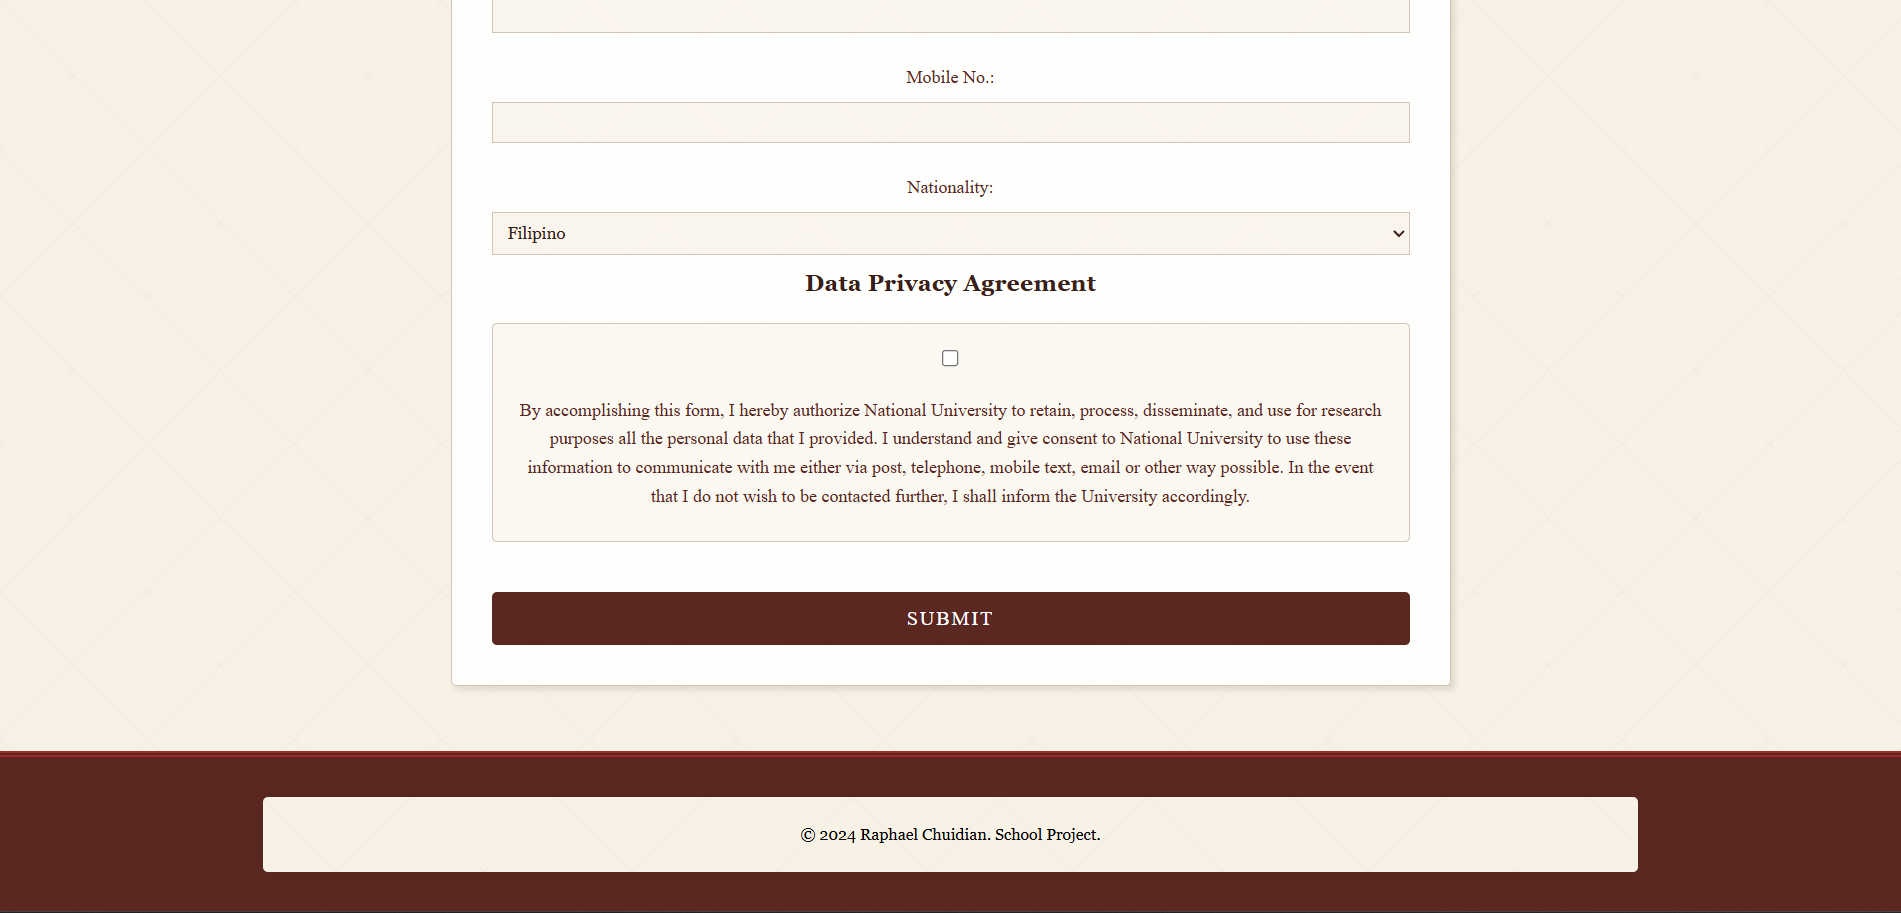 Mobile No.:
Nationality:
Filipino
Data Privacy Agreement
By accomplishing this form, I hereby authorize National University to retain, process, disseminate, and use for research
purposes all the personal data that I provided. I understand and give consent to National University to use these
information to communicate with me either via post, telephone, mobile text, email or other way possible. In the event
that I do not wish to be contacted further, I shall inform the University accordingly.
SUBMIT
© 2024 Raphael Chuidian. School Project.